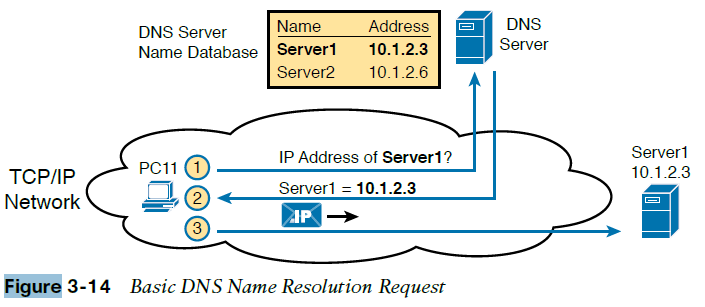 DNS Server
Name Database
Name Address
Server1 10.1.2.3
Server2 10.1.2.6
DNS
Server
TCP/IP
Network
PC11
1
IP Address of Server1?
2
Server1 = 10.1.2.3
IP
3
Server1
10.1.2.3
Figure 3-14 Basic DNS Name Resolution Request